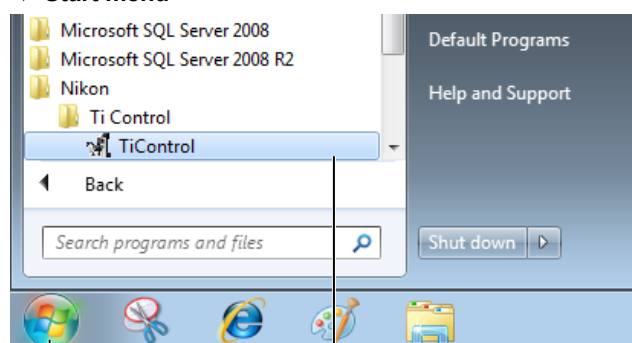 Start menu
Microsoft SQL Server 2008
Microsoft SQL Server 2008 R2
Nikon
Ti Control
TiControl
Back
Search programs and files
Default Programs
Help and Support
Shut down